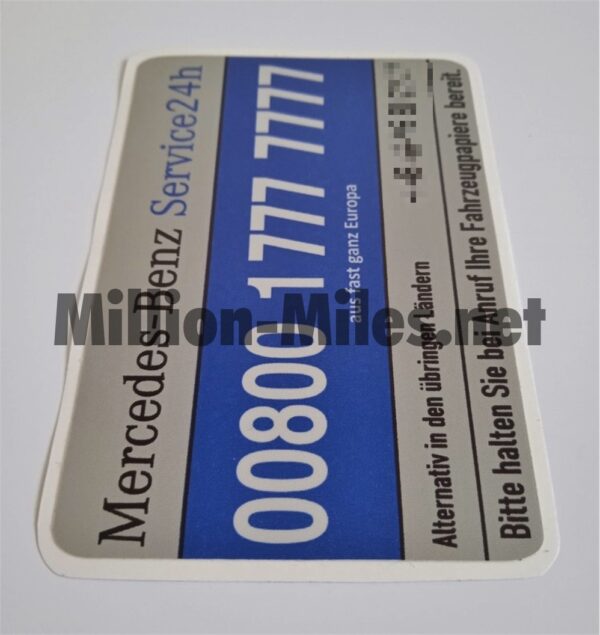 Mercedes-Benz Service24h
00800 1 777 7777
aus fast ganz Europa
Alternativ in den übringen Ländern
Bitte halten Sie bei Anruf Ihre Fahrzeugpapiere bereit.
Million-Miles.net